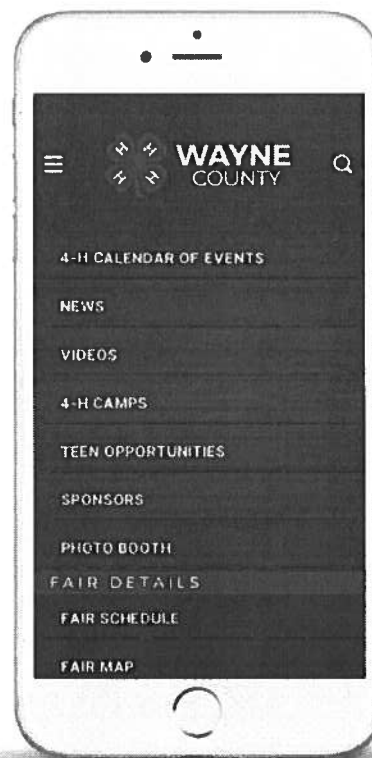 H H
H H
WAYNE
COUNTY
4-H CALENDAR OF EVENTS
NEWS
VIDEOS
4-H CAMPS
TEEN OPPORTUNITIES
SPONSORS
PHOTO BOOTH
FAIR DETAILS
FAIR SCHEDULE
FAIR MAP